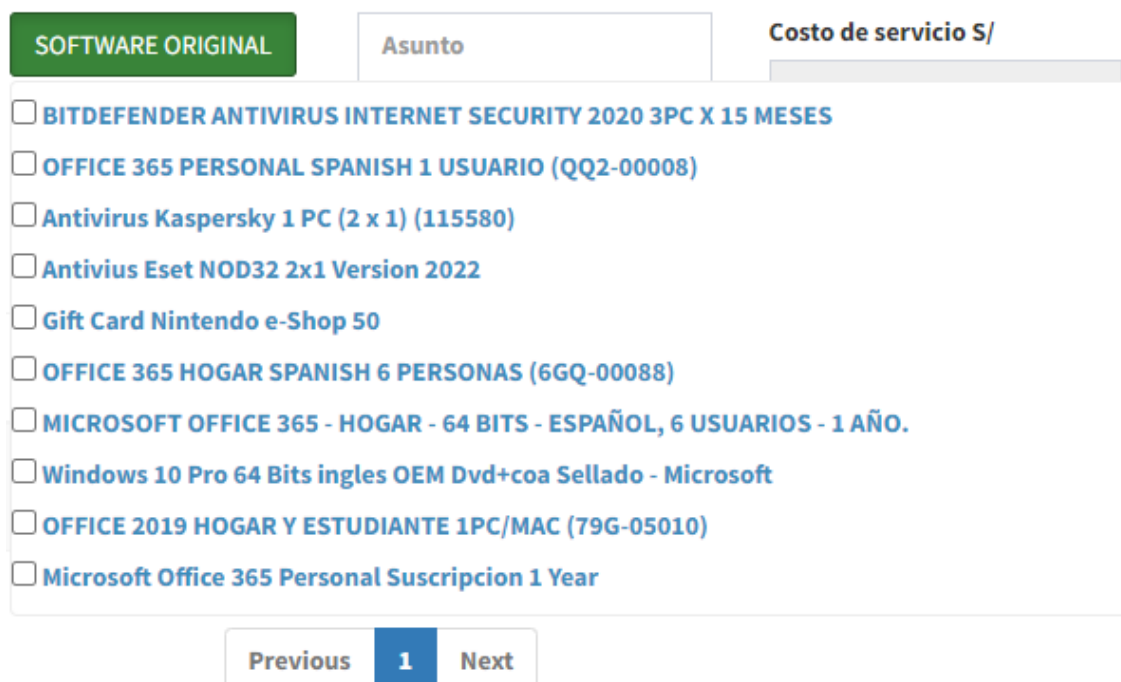 SOFTWARE ORIGINAL
Asunto
Costo de servicio S/
BITDEFENDER ANTIVIRUS INTERNET SECURITY 2020 3PC X 15 MESES
OFFICE 365 PERSONAL SPANISH 1 USUARIO (QQ2-00008)
Antivirus Kaspersky 1 PC (2 x 1) (115580)
Antivius Eset NOD32 2x1 Version 2022
Gift Card Nintendo e-Shop 50
OFFICE 365 HOGAR SPANISH 6 PERSONAS (6GQ-00088)
MICROSOFT OFFICE 365 - HOGAR - 64 BITS - ESPAÑOL, 6 USUARIOS - 1 AÑO.
Windows 10 Pro 64 Bits ingles OEM Dvd+coa Sellado - Microsoft
OFFICE 2019 HOGAR Y ESTUDIANTE 1PC/MAC (79G-05010)
Microsoft Office 365 Personal Suscripcion 1 Year
Previous 1 Next